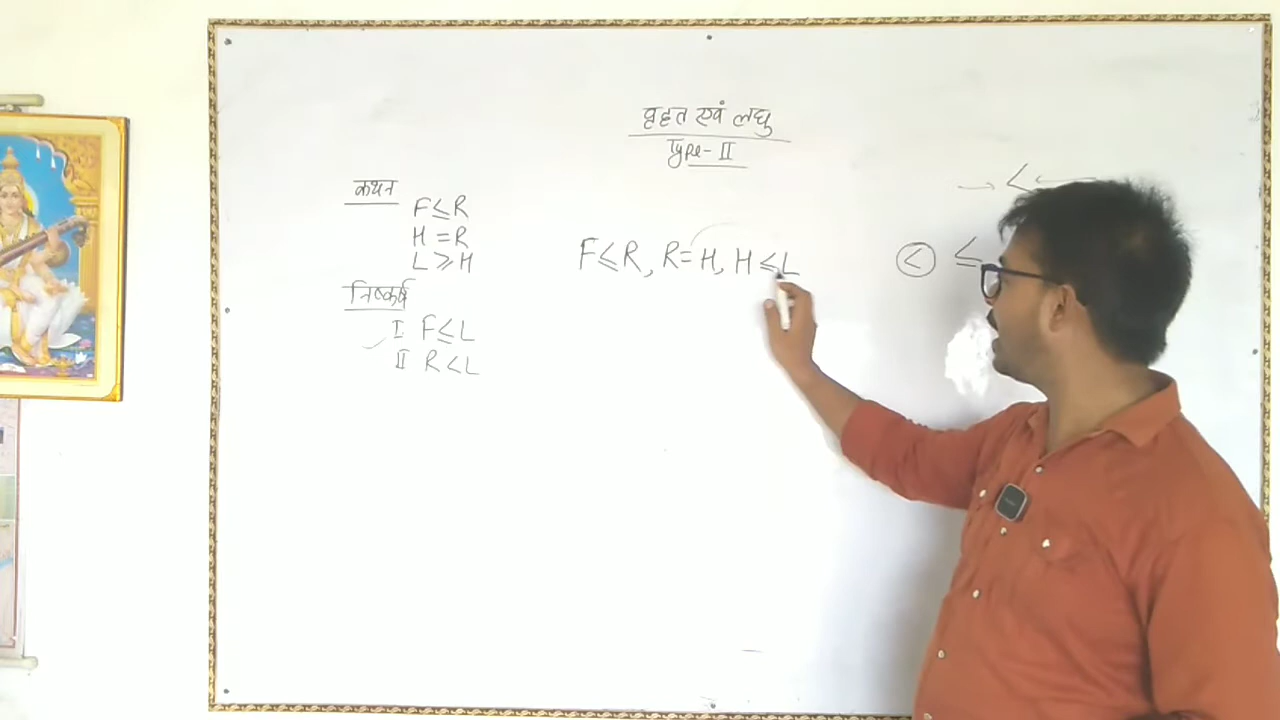 वृहत एवं लघु
Type-II
कथन
F≤R
H=R
L≥H
F≤R, R=H, H≤L
निष्कर्ष
I F≤L
II R<L
<
< ≤